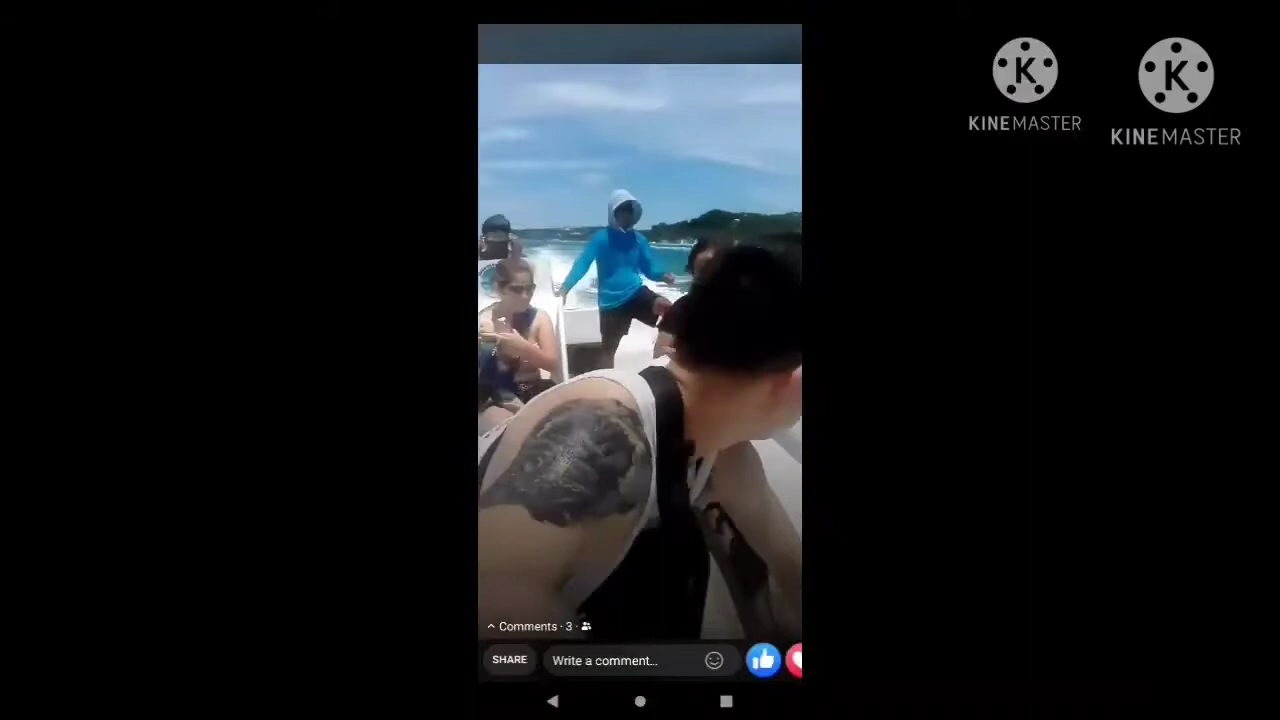 KINEMASTER
KINEMASTER
Comments · 3 ·
SHARE
Write a comment...